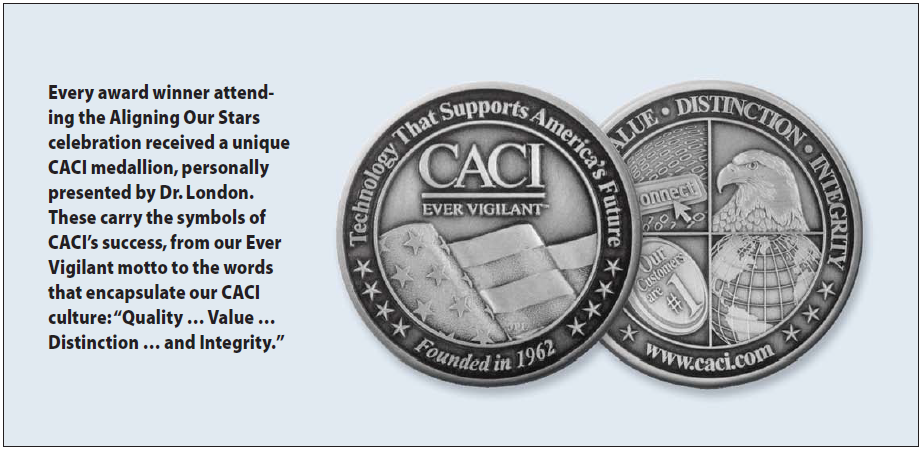 Every award winner attend-
ing the Aligning Our Stars
celebration received a unique
CACI medallion, personally
presented by Dr. London.
These carry the symbols of
CACI’s success, from our Ever
Vigilant motto to the words
that encapsulate our CACI
culture: “Quality … Value …
Distinction … and Integrity.”
Technology That Supports America's Future
CACI
EVER VIGILANT™
Founded in 1962
ALUE • DISTINCTION • INTEGRITY
onnect
Our
Customers
are
#1
www.caci.com